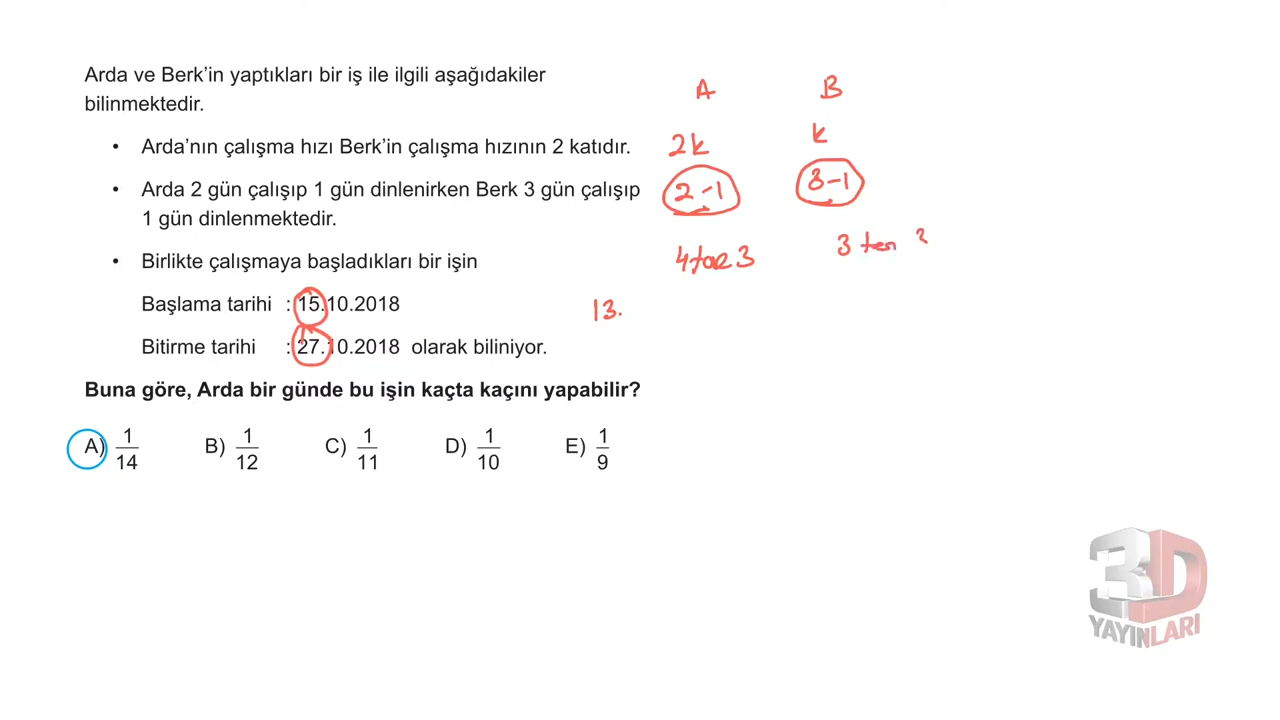 Arda ve Berk'in yaptıkları bir iş ile ilgili aşağıdakiler
bilinmektedir.
• Arda'nın çalışma hızı Berk'in çalışma hızının 2 katıdır.
• Arda 2 gün çalışıp 1 gün dinlenirken Berk 3 gün çalışıp
1 gün dinlenmektedir.
• Birlikte çalışmaya başladıkları bir işin
Başlama tarihi : 15.10.2018
Bitirme tarihi : 27.10.2018 olarak biliniyor.
Buna göre, Arda bir günde bu işin kaçta kaçını yapabilir?
A) 1/14 B) 1/12 C) 1/11 D) 1/10 E) 1/9
A B
2k k
2-1 3-1
4 tane 3 3 ten
13.
3D
YAYINLARI